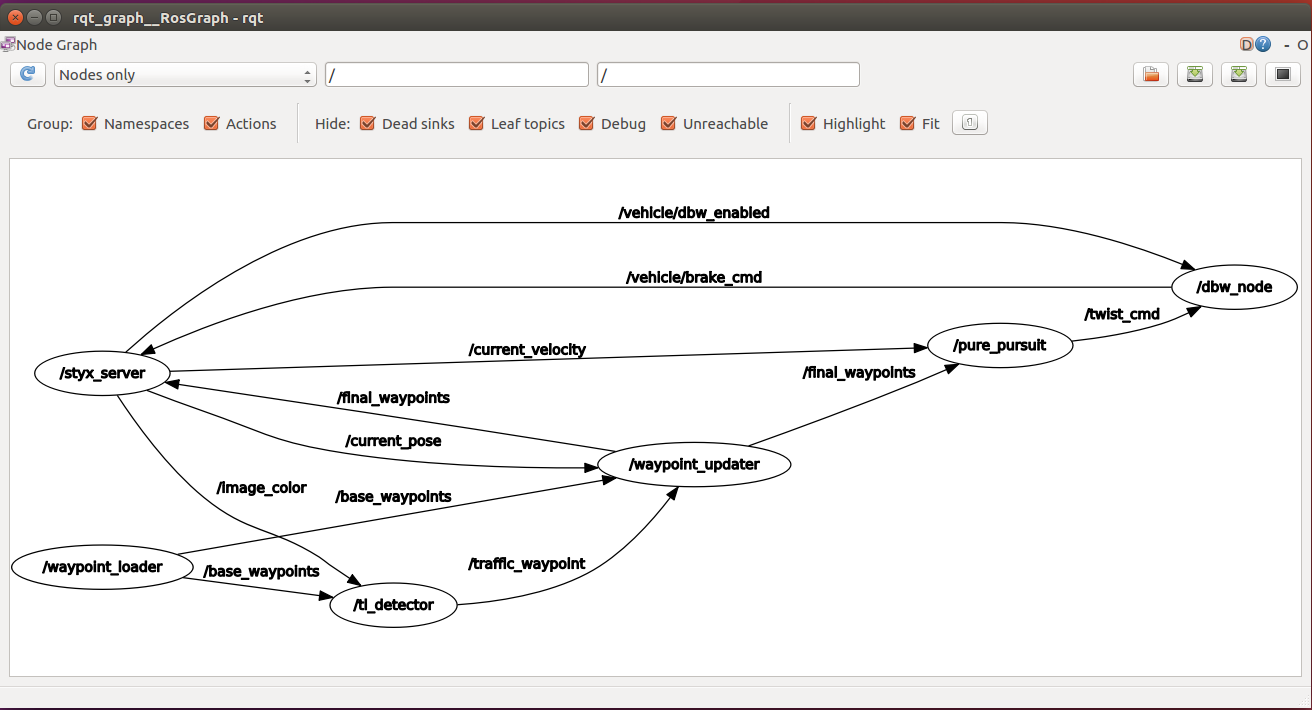 rqt_graph__RosGraph - rqt
Node Graph
D ? - O
Nodes only / /
Group: Namespaces Actions Hide: Dead sinks Leaf topics Debug Unreachable Highlight Fit
/vehicle/dbw_enabled
/vehicle/brake_cmd
/dbw_node
/twist_cmd
/pure_pursuit
/current_velocity
/styx_server
/final_waypoints
/final_waypoints
/current_pose
/waypoint_updater
/image_color
/base_waypoints
/traffic_waypoint
/waypoint_loader
/base_waypoints
/tl_detector